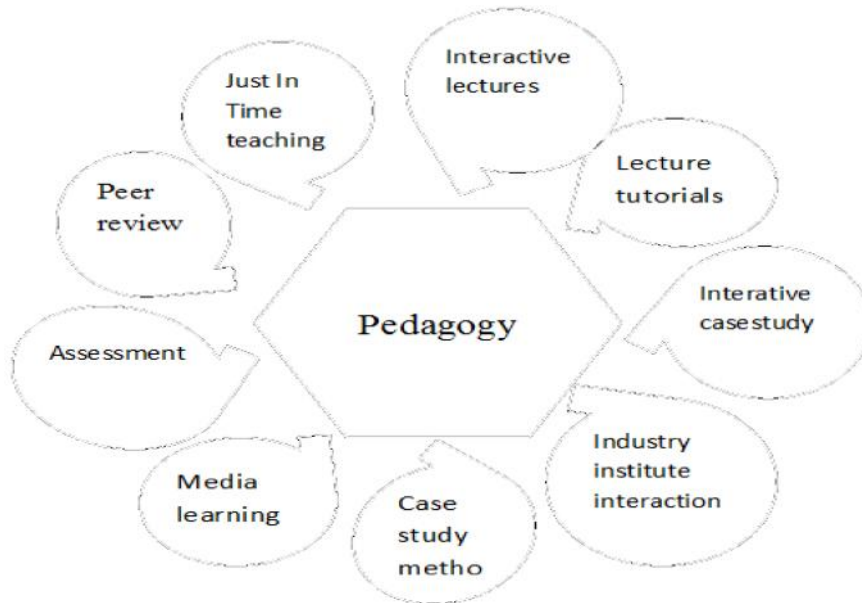 Interactive
lectures
Just In
Time
teaching
Lecture
tutorials
Peer
review
Interative
casestudy
Pedagogy
Assessment
Industry
institute
interaction
Media
learning
Case
study
metho